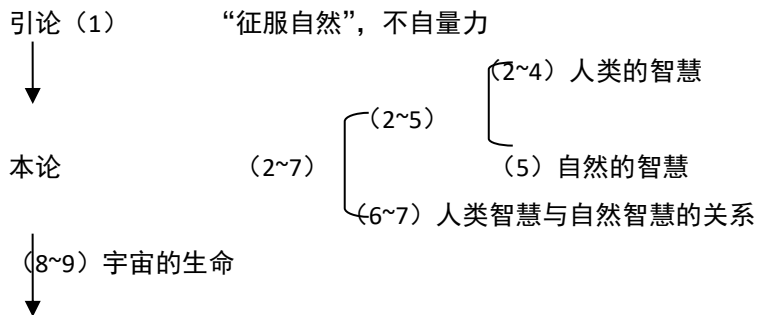 引论（1） “征服自然”，不自量力
（2~4）人类的智慧
（2~5）
本论 （2~7） （5）自然的智慧
（6~7）人类智慧与自然智慧的关系
（8~9）宇宙的生命